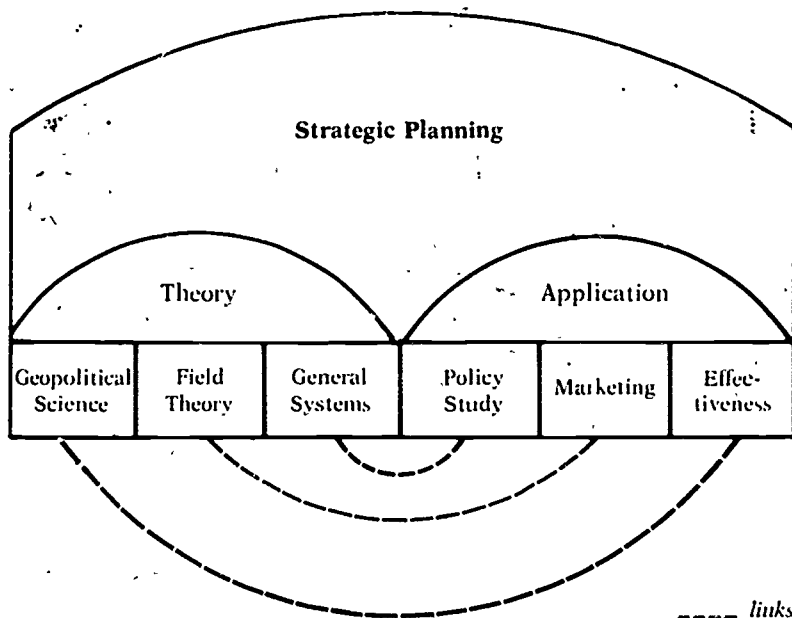 Strategic Planning
Theory
Application
Geopolitical
Science
Field
Theory
General
Systems
Policy
Study
Marketing
Effec-
tiveness
links